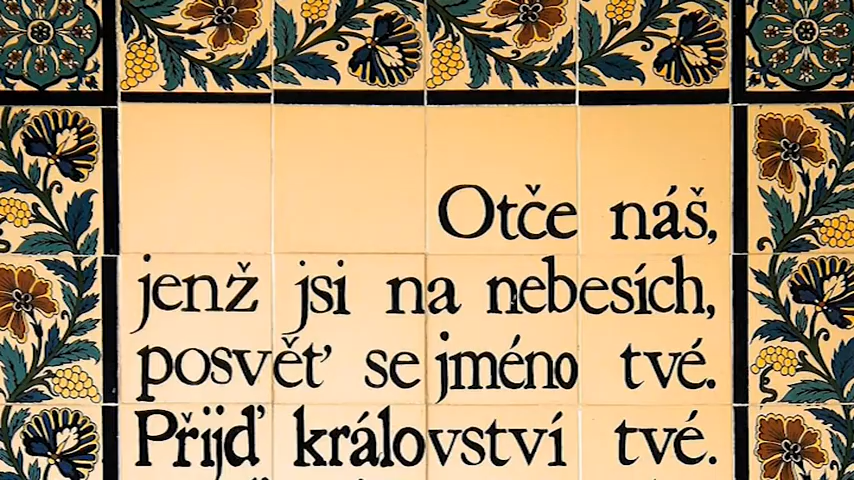 Otče náš,
jenž jsi na nebesích,
posvěť se jméno tvé.
Přijď království tvé.